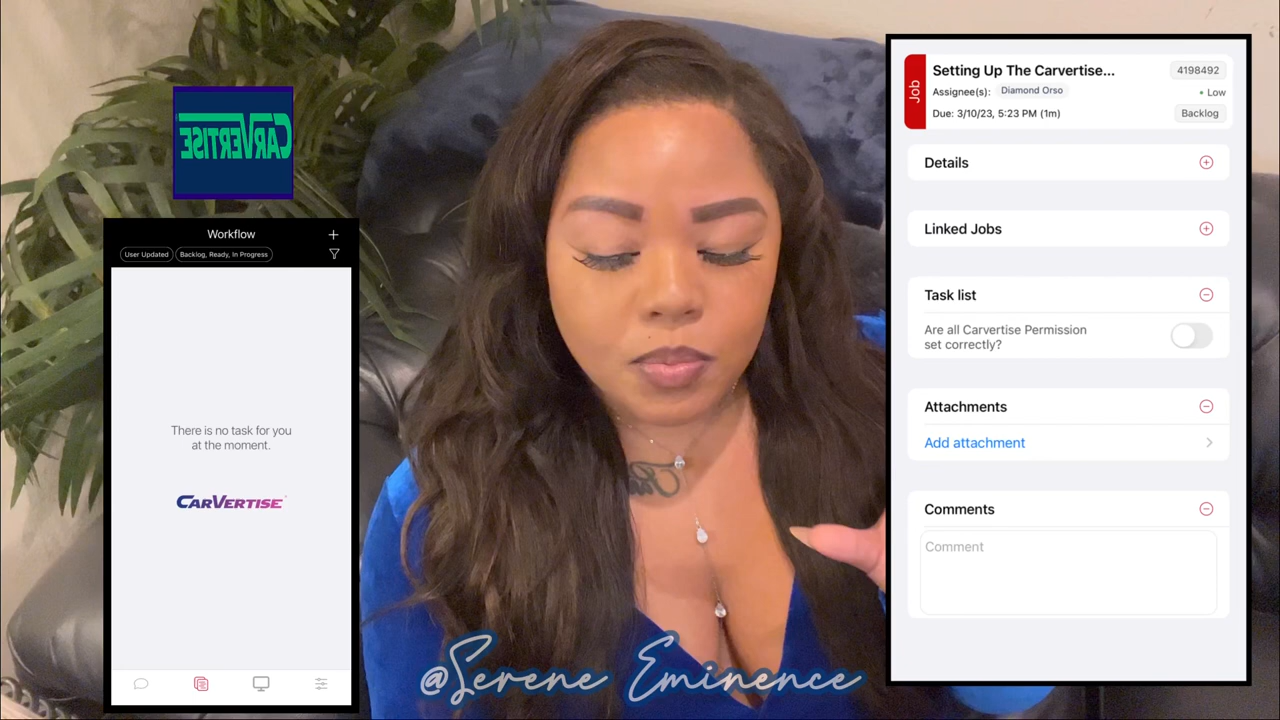 CARVERTISE
Workflow
User Updated
Backlog, Ready, In Progress
There is no task for you
at the moment.
CARVERTISE
Job
Setting Up The Carvertise...
4198492
Assignee(s): Diamond Orso
Low
Due: 3/10/23, 5:23 PM (1m)
Backlog
Details
Linked Jobs
Task list
Are all Carvertise Permission
set correctly?
Attachments
Add attachment
Comments
Comment
@Serene Eminence